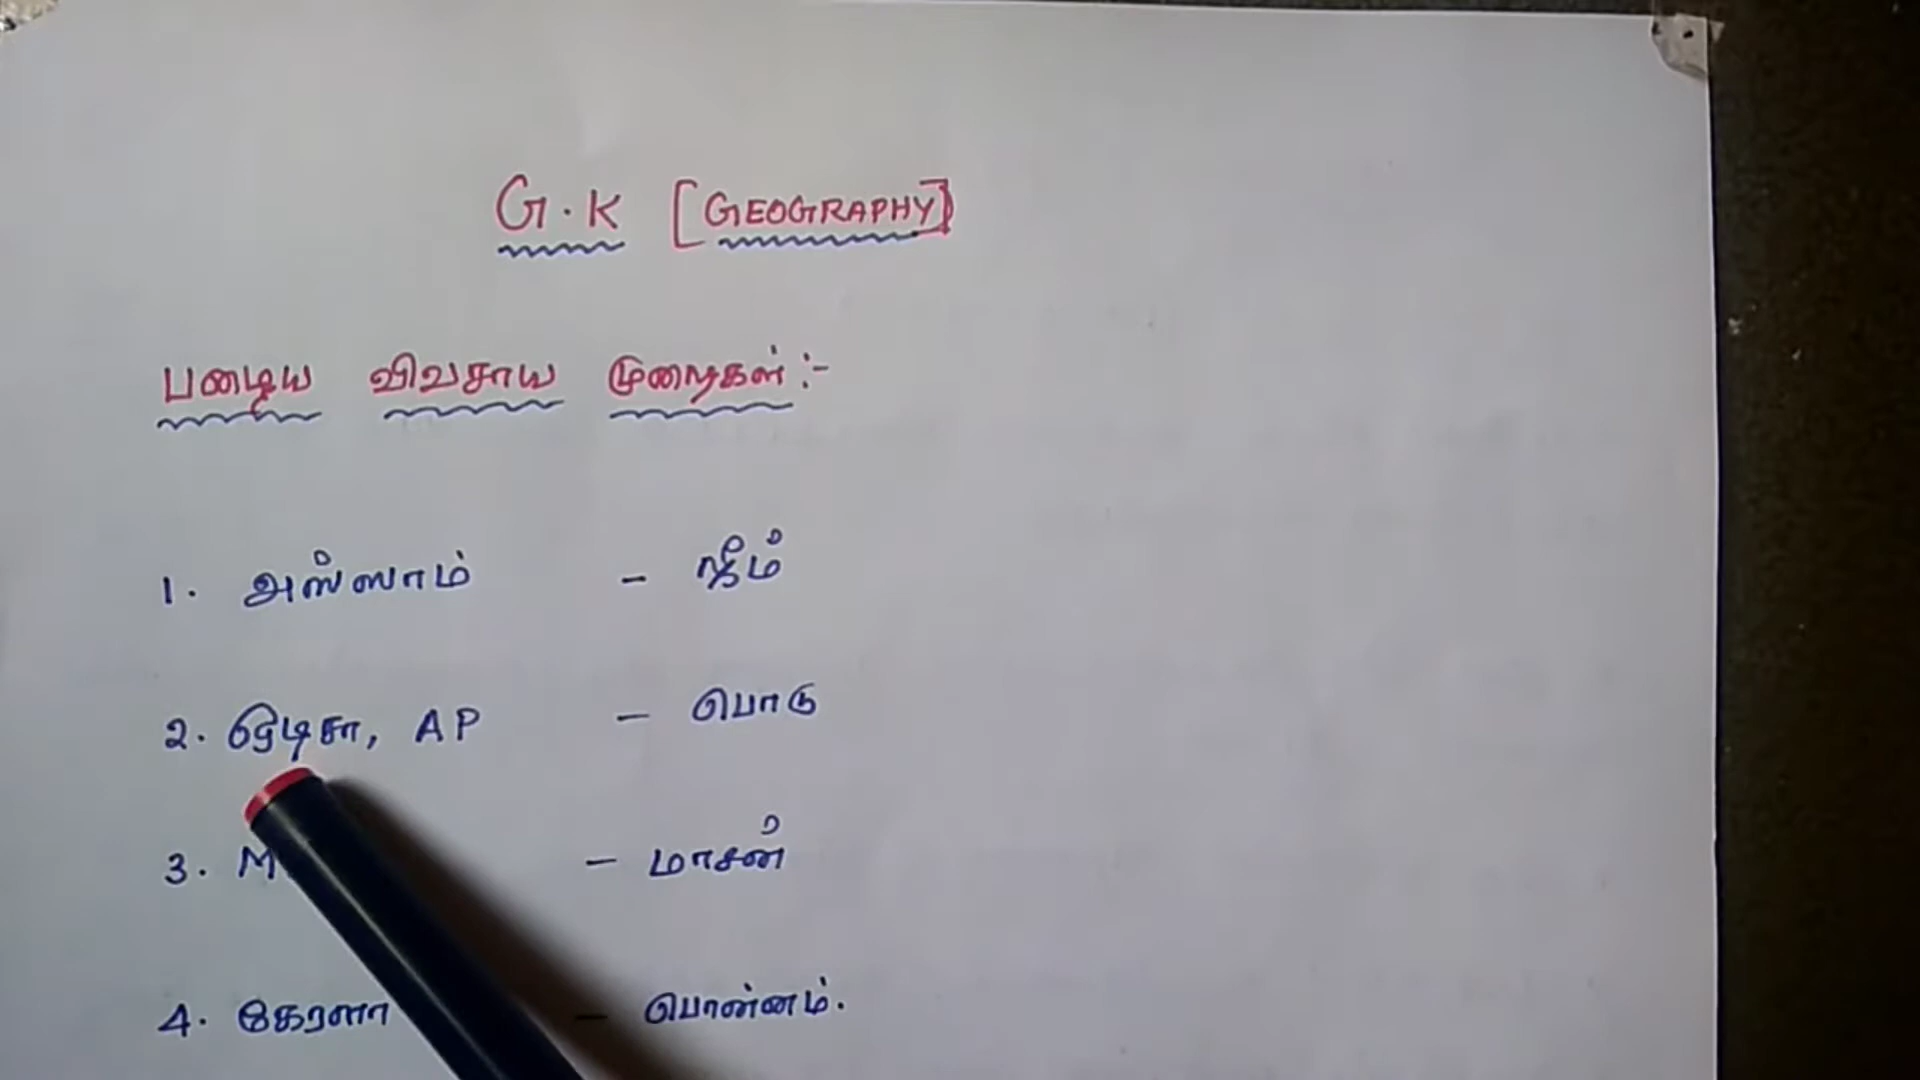 G.K [GEOGRAPHY]
பழைய விவசாய முறைகள் :-
1. அஸ்ஸாம் - ஜீம்
2. ஒடிசா, AP - பொடு
3. - மாசன்
4. கேரளா - பொன்னம்.